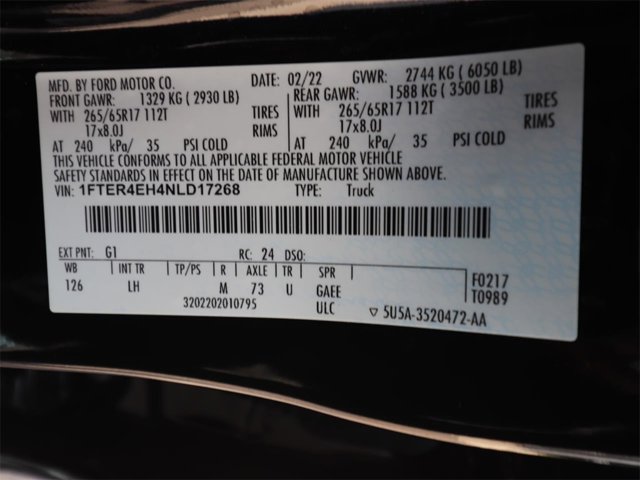 MFD. BY FORD MOTOR CO. DATE: 02/22 GVWR: 2744 KG ( 6050 LB)
FRONT GAWR: 1329 KG ( 2930 LB) REAR GAWR: 1588 KG ( 3500 LB)
WITH 265/65R17 112T TIRES WITH 265/65R17 112T TIRES
17x8.0J RIMS 17x8.0J RIMS
AT 240 kPa/ 35 PSI COLD AT 240 kPa/ 35 PSI COLD
THIS VEHICLE CONFORMS TO ALL APPLICABLE FEDERAL MOTOR VEHICLE
SAFETY STANDARDS IN EFFECT ON THE DATE OF MANUFACTURE SHOWN ABOVE.
VIN: 1FTER4EH4NLD17268 TYPE: Truck
EXT PNT: G1 RC: 24 DSO:
WB INT TR TP/PS R AXLE TR SPR F0217
126 LH M 73 U GAEE T0989
3202202010795 ULC ▽ 5U5A-3520472-AA